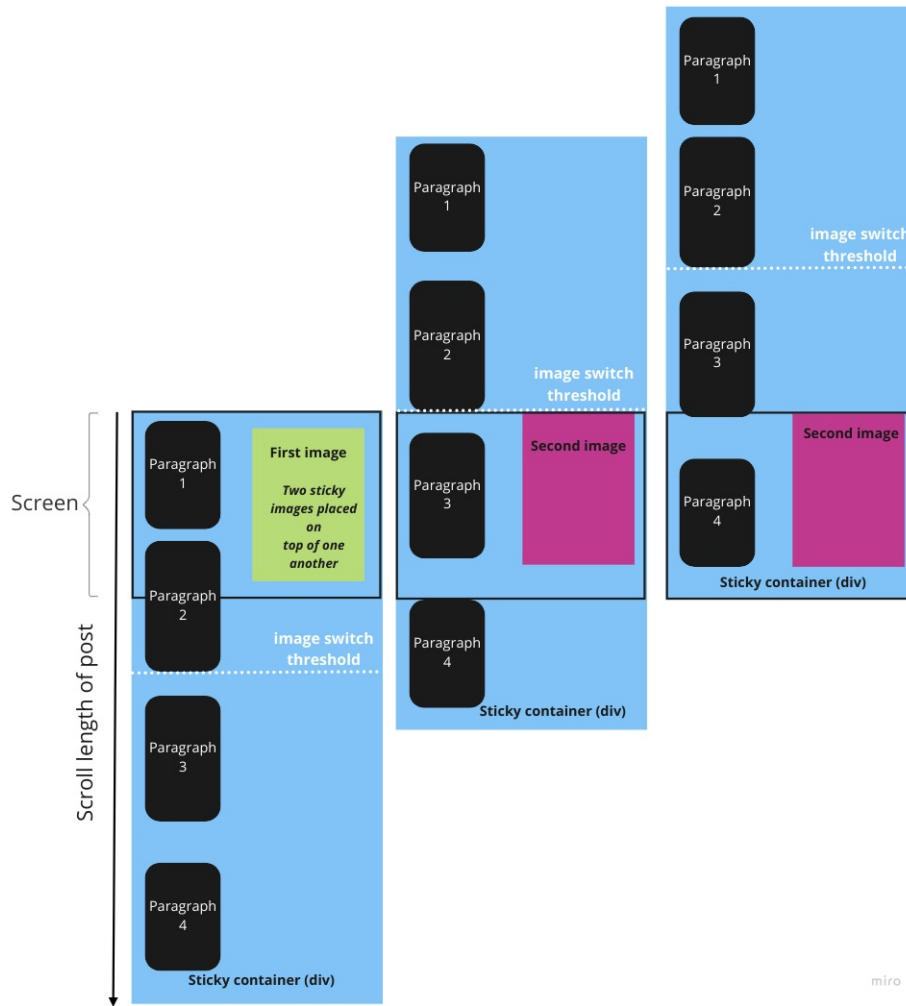 Screen
Scroll length of post
Paragraph
1
Paragraph
2
First image
Two sticky
images placed
on
top of one
another
image switch
threshold
Paragraph
3
Paragraph
4
Sticky container (div)
Paragraph
1
Paragraph
2
image switch
threshold
Paragraph
3
Second image
Paragraph
4
Sticky container (div)
Paragraph
1
Paragraph
2
image switch
threshold
Paragraph
3
Second image
Paragraph
4
Sticky container (div)
miro